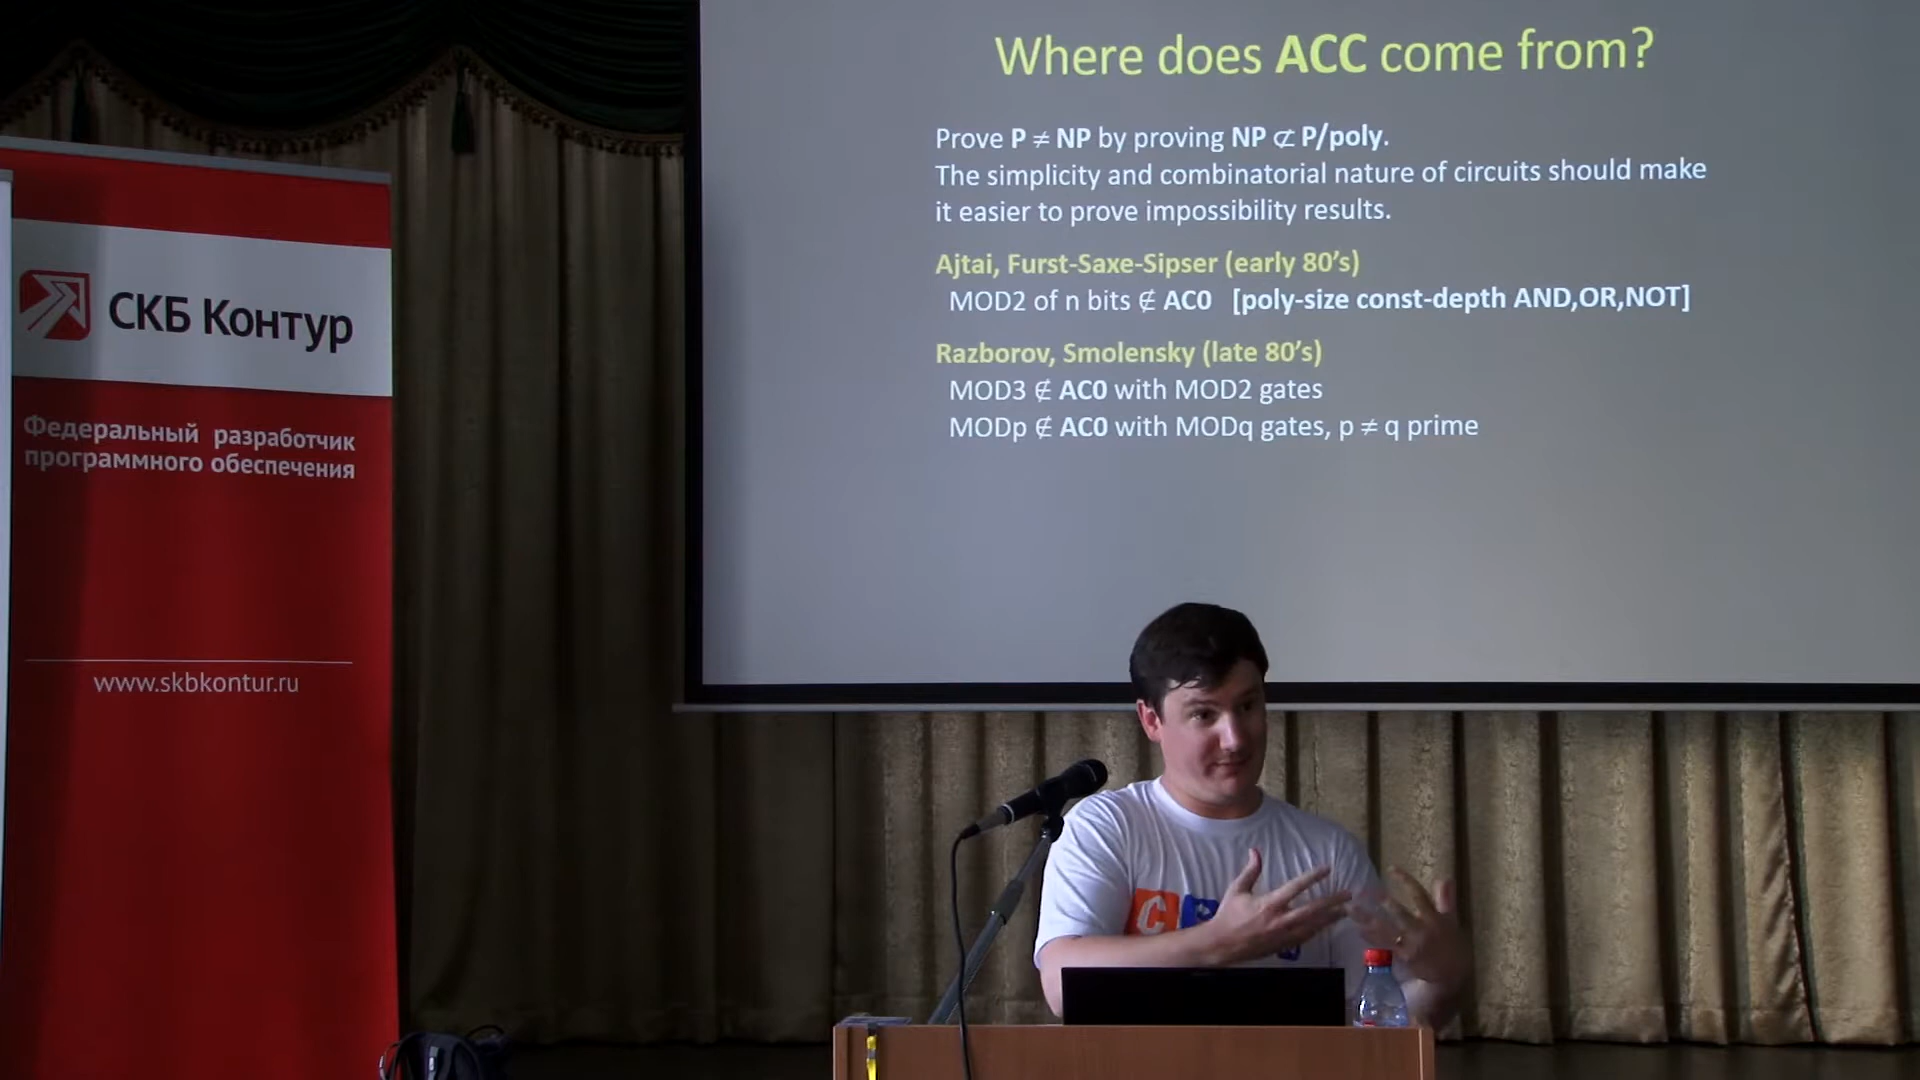 Where does ACC come from?
Prove P ≠ NP by proving NP ⊄ P/poly.
The simplicity and combinatorial nature of circuits should make
it easier to prove impossibility results.
Ajtai, Furst-Saxe-Sipser (early 80's)
MOD2 of n bits ∉ AC0 [poly-size const-depth AND,OR,NOT]
Razborov, Smolensky (late 80's)
MOD3 ∉ AC0 with MOD2 gates
MODp ∉ AC0 with MODq gates, p ≠ q prime
СКБ Контур
Федеральный разработчик
программного обеспечения
www.skbkontur.ru